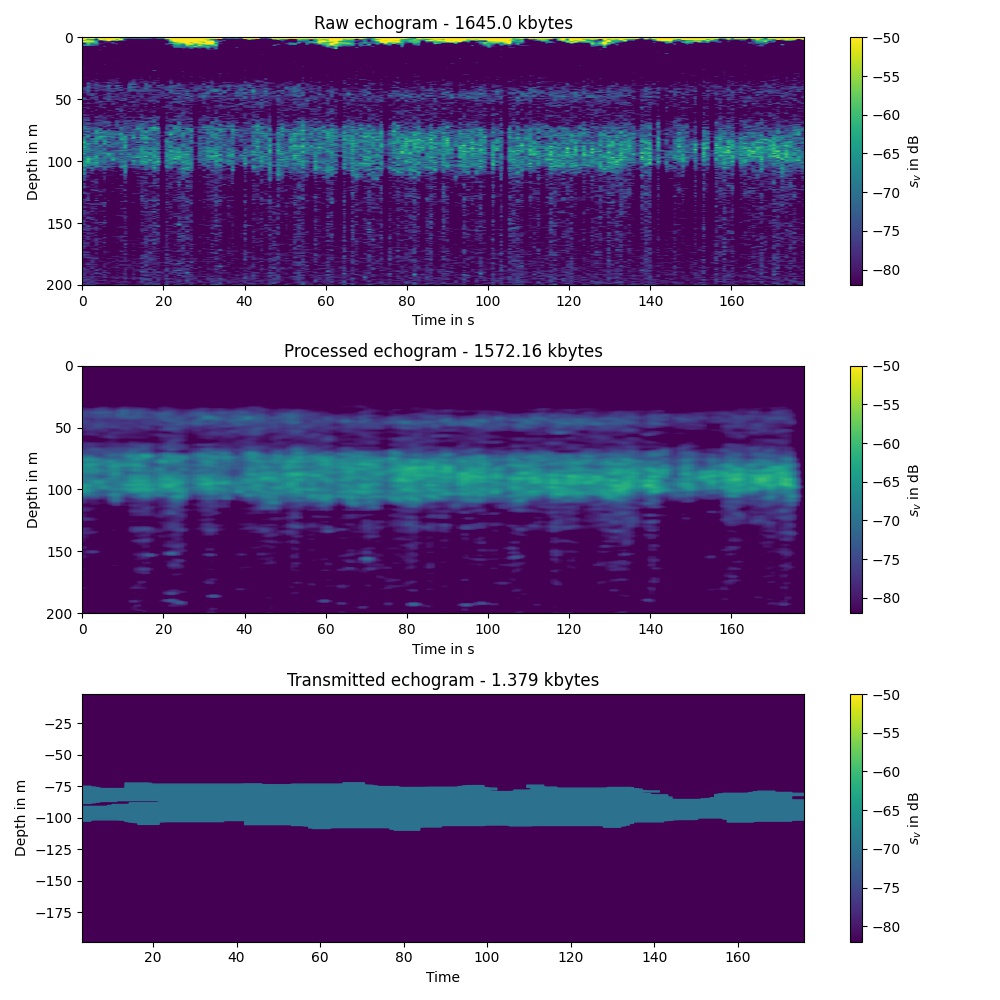 Raw echogram - 1645.0 kbytes
0
50
100
150
200
Depth in m
0 20 40 60 80 100 120 140 160
Time in s
−50
−55
−60
−65
−70
−75
−80
s_v in dB
Processed echogram - 1572.16 kbytes
0
50
100
150
200
Depth in m
0 20 40 60 80 100 120 140 160
Time in s
−50
−55
−60
−65
−70
−75
−80
s_v in dB
Transmitted echogram - 1.379 kbytes
−25
−50
−75
−100
−125
−150
−175
Depth in m
20 40 60 80 100 120 140 160
Time
−50
−55
−60
−65
−70
−75
−80
s_v in dB